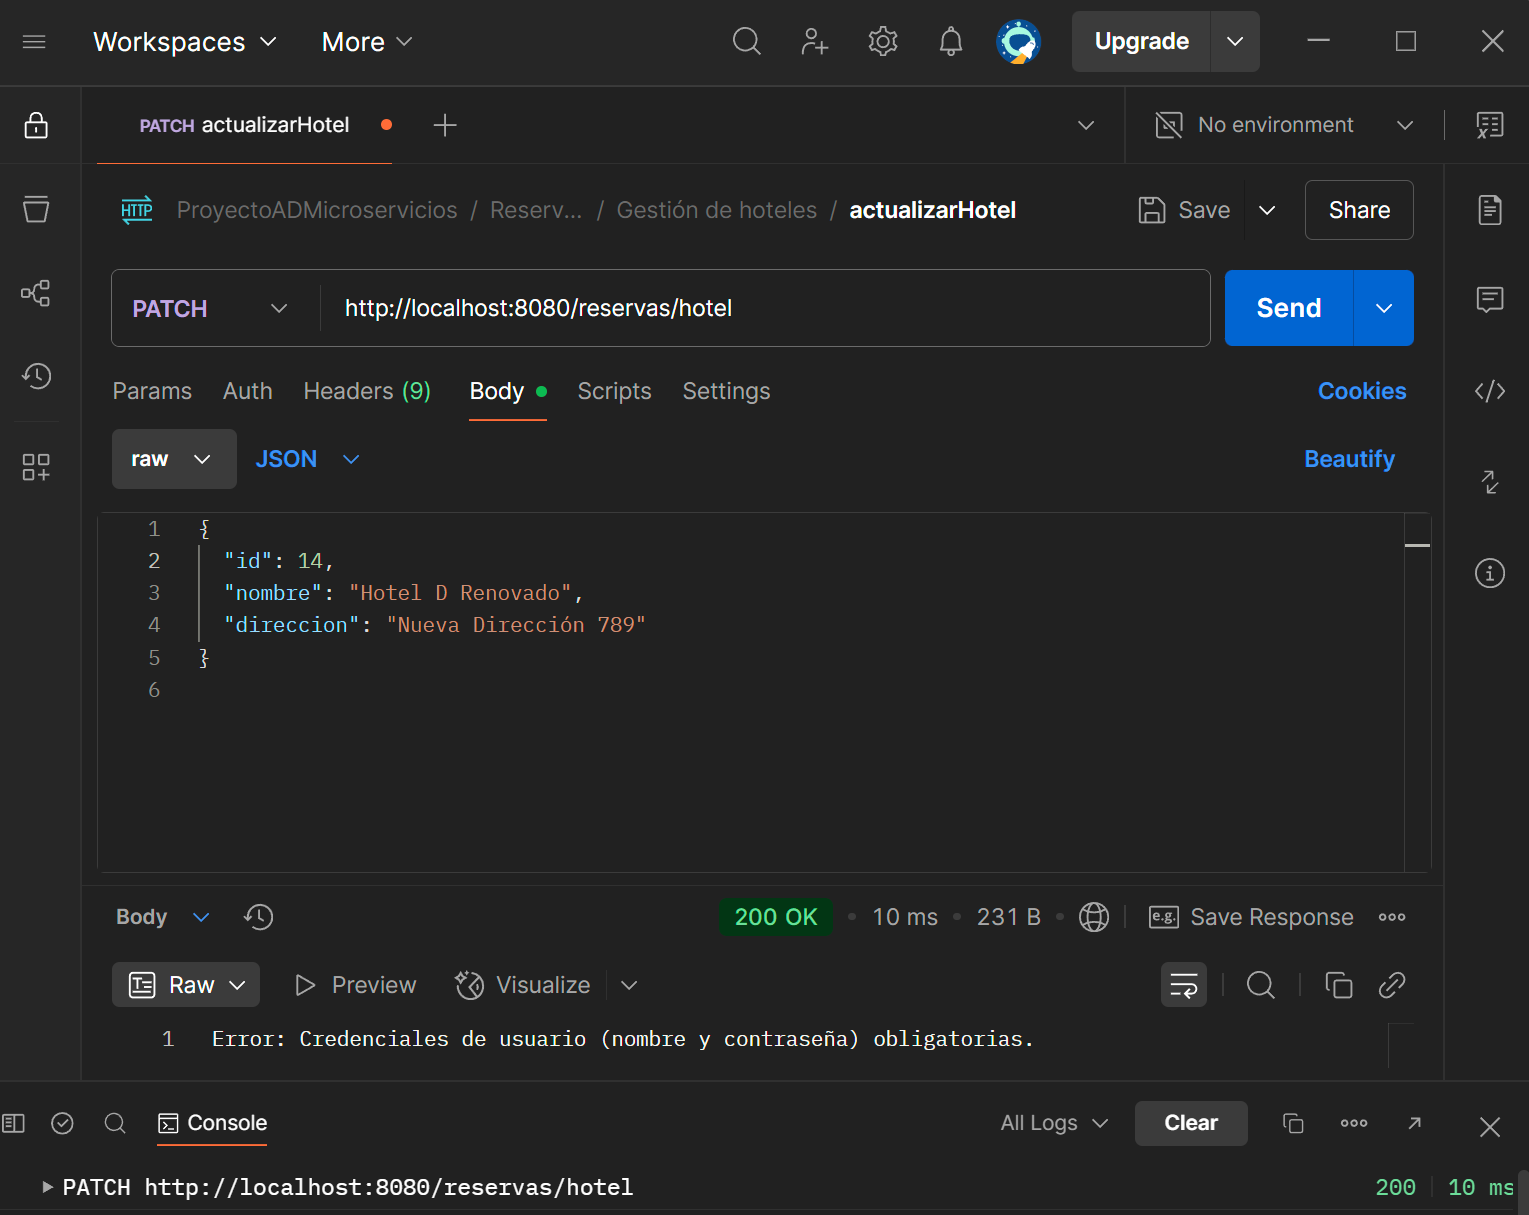 Workspaces More Upgrade
PATCH actualizarHotel No environment
HTTP ProyectoADMicroservicios / Reserv... / Gestión de hoteles / actualizarHotel Save Share
PATCH http://localhost:8080/reservas/hotel Send
Params Auth Headers (9) Body Scripts Settings Cookies
raw JSON Beautify
1 {
2 "id": 14,
3 "nombre": "Hotel D Renovado",
4 "direccion": "Nueva Dirección 789"
5 }
6
Body 200 OK 10 ms 231 B e.g. Save Response
Raw Preview Visualize
1 Error: Credenciales de usuario (nombre y contraseña) obligatorias.
Console All Logs Clear
PATCH http://localhost:8080/reservas/hotel 200 10 ms